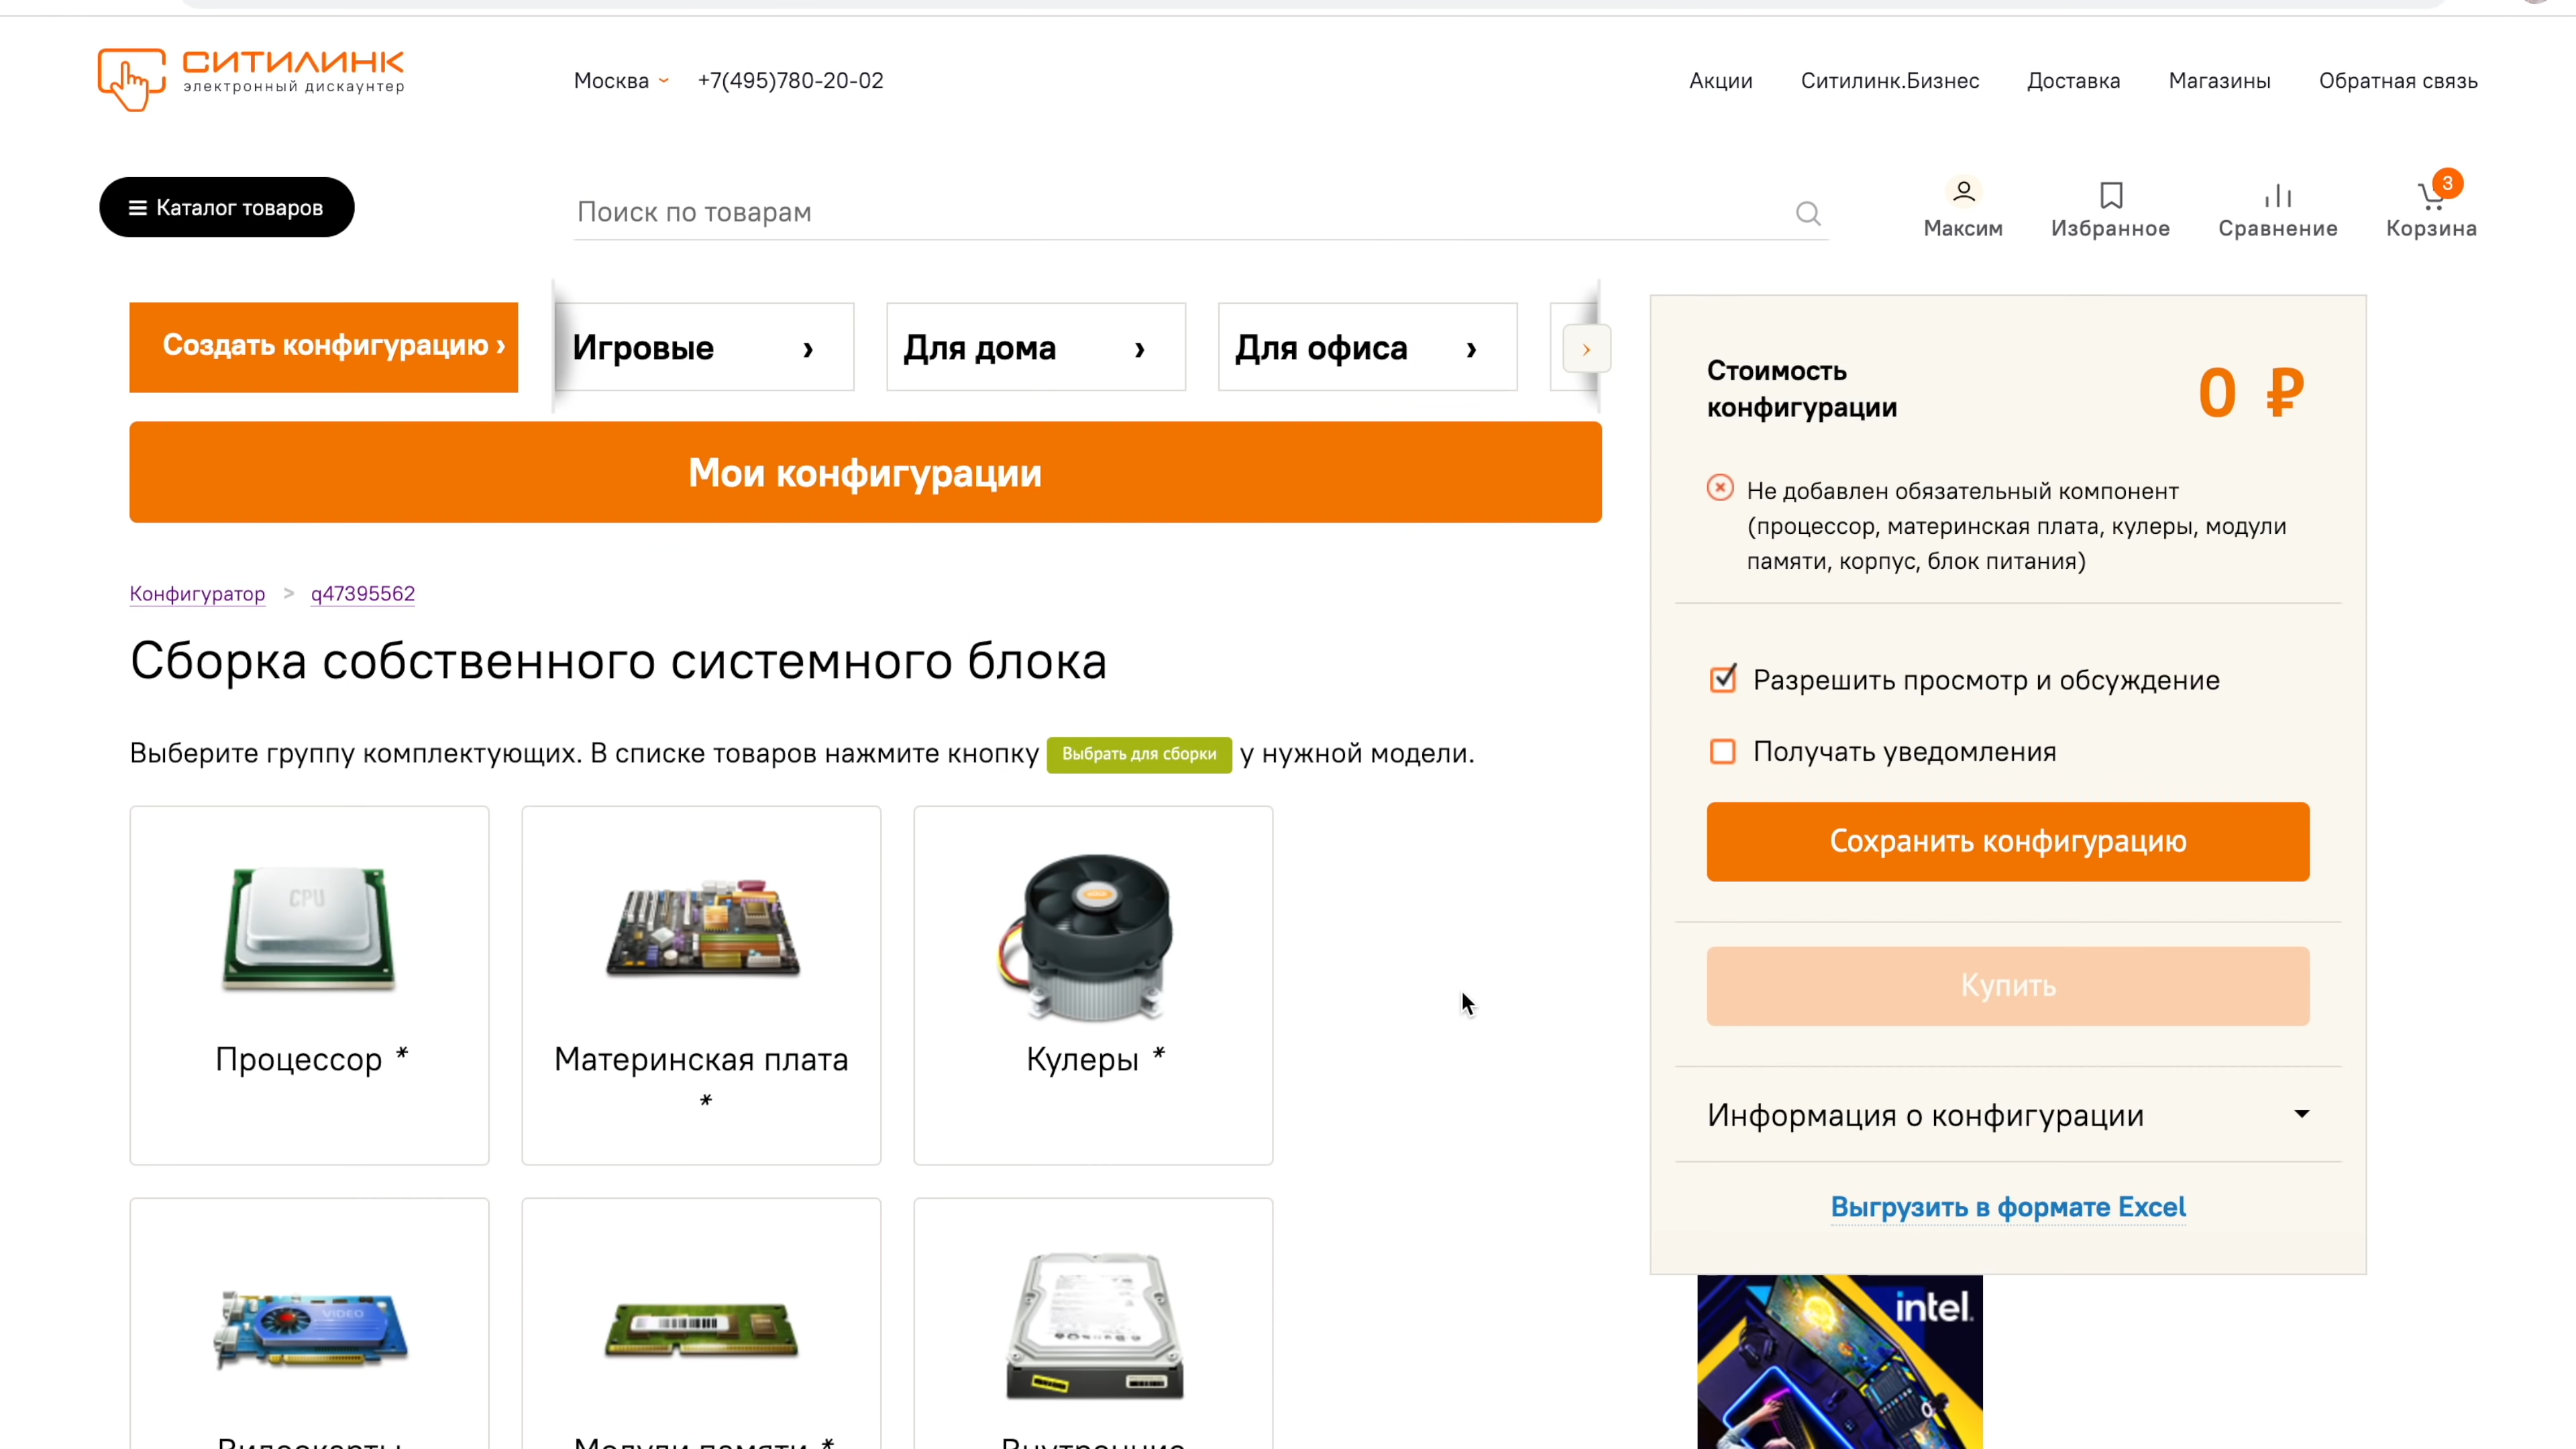 СИТИЛИНК
электронный дискаунтер
Москва
+7(495)780-20-02
Акции
Ситилинк.Бизнес
Доставка
Магазины
Обратная связь
Каталог товаров
Поиск по товарам
Максим
Избранное
Сравнение
3
Корзина
Создать конфигурацию ›
Игровые ›
Для дома ›
Для офиса ›
Мои конфигурации
Конфигуратор > q47395562
Сборка собственного системного блока
Выберите группу комплектующих. В списке товаров нажмите кнопку Выбрать для сборки у нужной модели.
CPU
Процессор *
Материнская плата
*
Кулеры *
VIDEO
Видеокарты
Модули памяти *
Внутренние
Стоимость
конфигурации
0 ₽
Не добавлен обязательный компонент
(процессор, материнская плата, кулеры, модули
памяти, корпус, блок питания)
Разрешить просмотр и обсуждение
Получать уведомления
Сохранить конфигурацию
Купить
Информация о конфигурации
Выгрузить в формате Excel
intel.